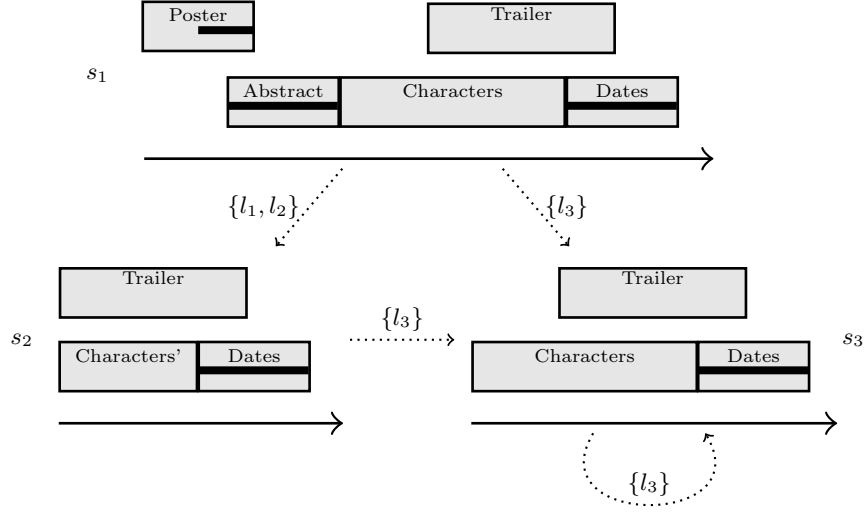 Poster
Trailer
s₁
Abstract Characters Dates
{l₁, l₂} {l₃}
Trailer Trailer
{l₃}
s₂ s₃
Characters’ Dates Characters Dates
{l₃}